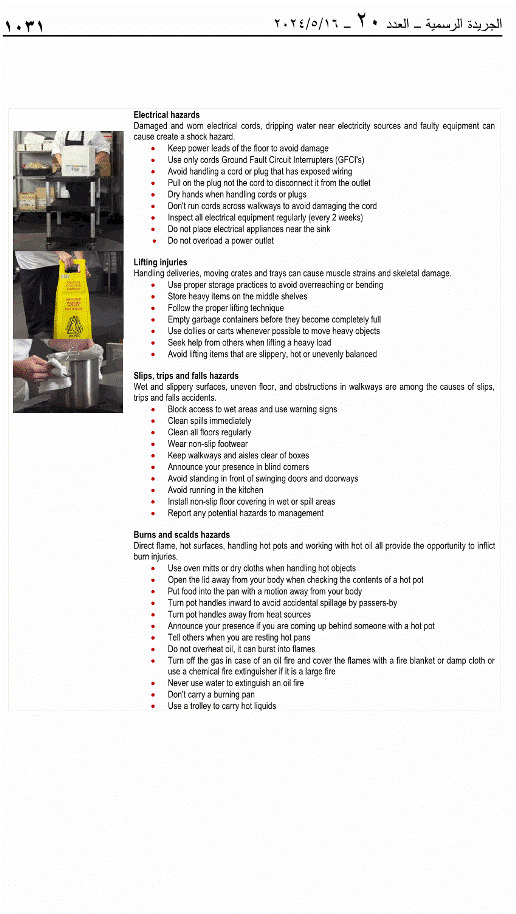 الجريدة الرسمية ــ العدد ٢٠ ــ ٢٠٢٤/٥/١٦
١٠٣١
Electrical hazards
Damaged and worn electrical cords, dripping water near electricity sources and faulty equipment can
cause create a shock hazard.
• Keep power leads of the floor to avoid damage
• Use only cords Ground Fault Circuit Interrupters (GFCI's)
• Avoid handling a cord or plug that has exposed wiring
• Pull on the plug not the cord to disconnect it from the outlet
• Dry hands when handling cords or plugs
• Don't run cords across walkways to avoid damaging the cord
• Inspect all electrical equipment regularly (every 2 weeks)
• Do not place electrical appliances near the sink
• Do not overload a power outlet
Lifting injuries
Handling deliveries, moving crates and trays can cause muscle strains and skeletal damage.
• Use proper storage practices to avoid overreaching or bending
• Store heavy items on the middle shelves
• Follow the proper lifting technique
• Empty garbage containers before they become completely full
• Use dollies or carts whenever possible to move heavy objects
• Seek help from others when lifting a heavy load
• Avoid lifting items that are slippery, hot or unevenly balanced
Slips, trips and falls hazards
Wet and slippery surfaces, uneven floor, and obstructions in walkways are among the causes of slips,
trips and falls accidents.
• Block access to wet areas and use warning signs
• Clean spills immediately
• Clean all floors regularly
• Wear non-slip footwear
• Keep walkways and aisles clear of boxes
• Announce your presence in blind corners
• Avoid standing in front of swinging doors and doorways
• Avoid running in the kitchen
• Install non-slip floor covering in wet or spill areas
• Report any potential hazards to management
Burns and scalds hazards
Direct flame, hot surfaces, handling hot pots and working with hot oil all provide the opportunity to inflict
burn injuries.
• Use oven mitts or dry cloths when handling hot objects
• Open the lid away from your body when checking the contents of a hot pot
• Put food into the pan with a motion away from your body
• Turn pot handles inward to avoid accidental spillage by passers-by
• Turn pot handles away from heat sources
• Announce your presence if you are coming up behind someone with a hot pot
• Tell others when you are resting hot pans
• Do not overheat oil, it can burst into flames
• Turn off the gas in case of an oil fire and cover the flames with a fire blanket or damp cloth or
use a chemical fire extinguisher if it is a large fire
• Never use water to extinguish an oil fire
• Don't carry a burning pan
• Use a trolley to carry hot liquids